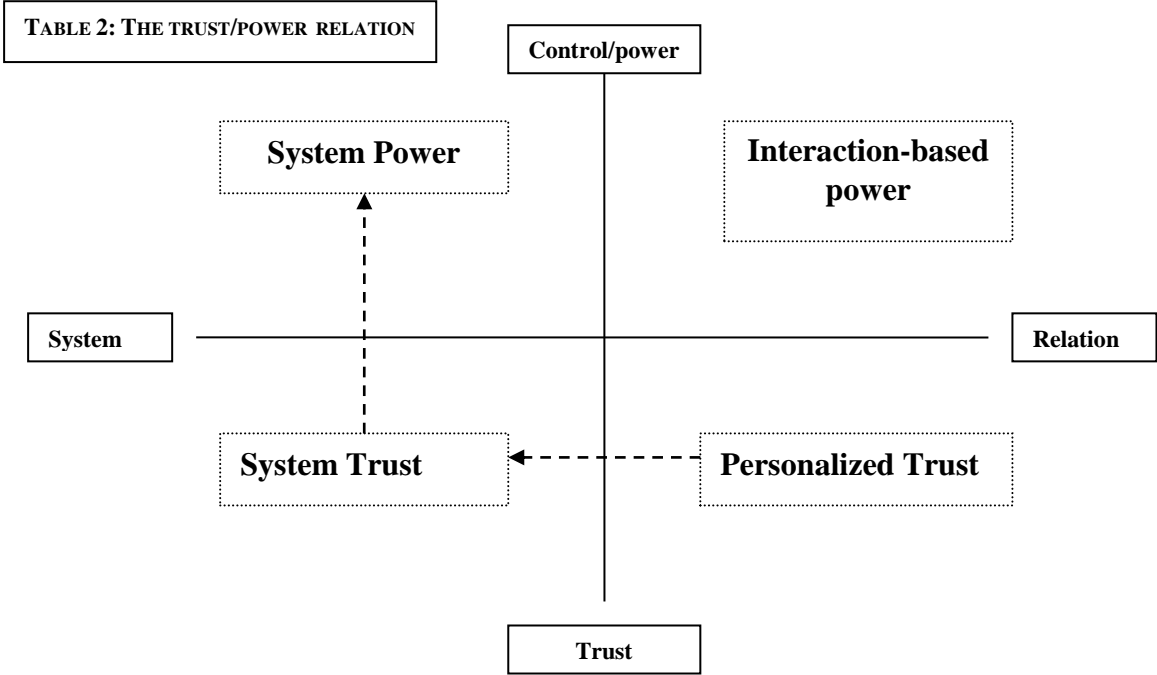 TABLE 2: THE TRUST/POWER RELATION
Control/power
System Power
Interaction-based
power
System
Relation
System Trust
Personalized Trust
Trust